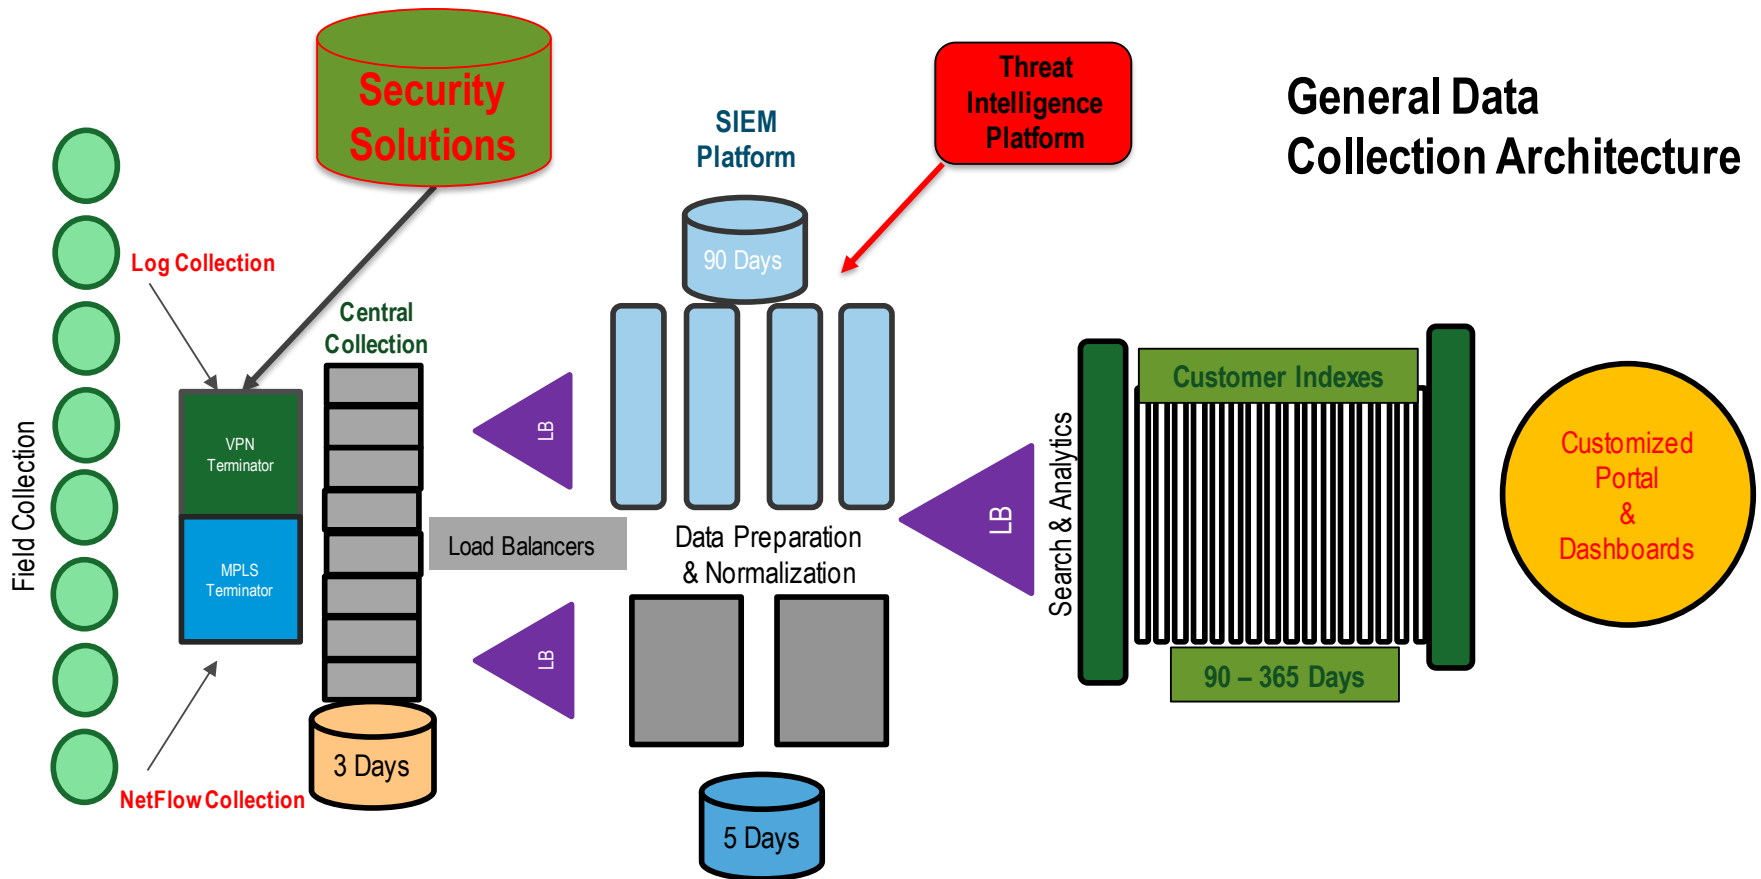 Security
Solutions
Threat
Intelligence
Platform
General Data
Collection Architecture
SIEM
Platform
90 Days
Log Collection
Central
Collection
VPN
Terminator
MPLS
Terminator
Field Collection
LB
Load Balancers
LB
Data Preparation
& Normalization
LB
Search & Analytics
Customer Indexes
90 – 365 Days
Customized
Portal
&
Dashboards
3 Days
NetFlow Collection
5 Days